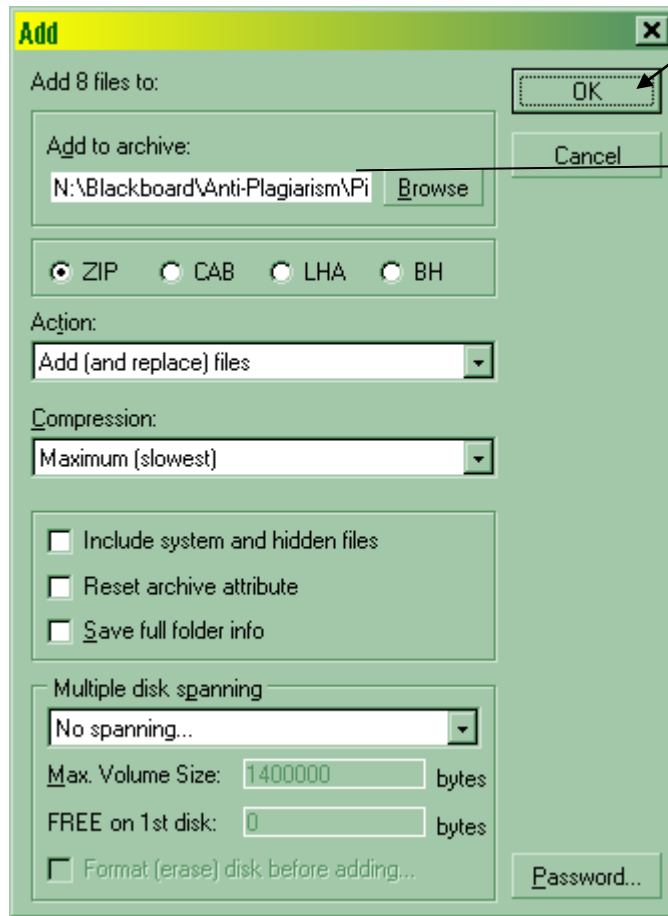 Add
Add 8 files to:
OK
Add to archive:
Cancel
N:\Blackboard\Anti-Plagiarism\Pi
Browse
ZIP CAB LHA BH
Action:
Add (and replace) files
Compression:
Maximum (slowest)
Include system and hidden files
Reset archive attribute
Save full folder info
Multiple disk spanning
No spanning...
Max. Volume Size: 1400000 bytes
FREE on 1st disk: 0 bytes
Format (erase) disk before adding...
Password...